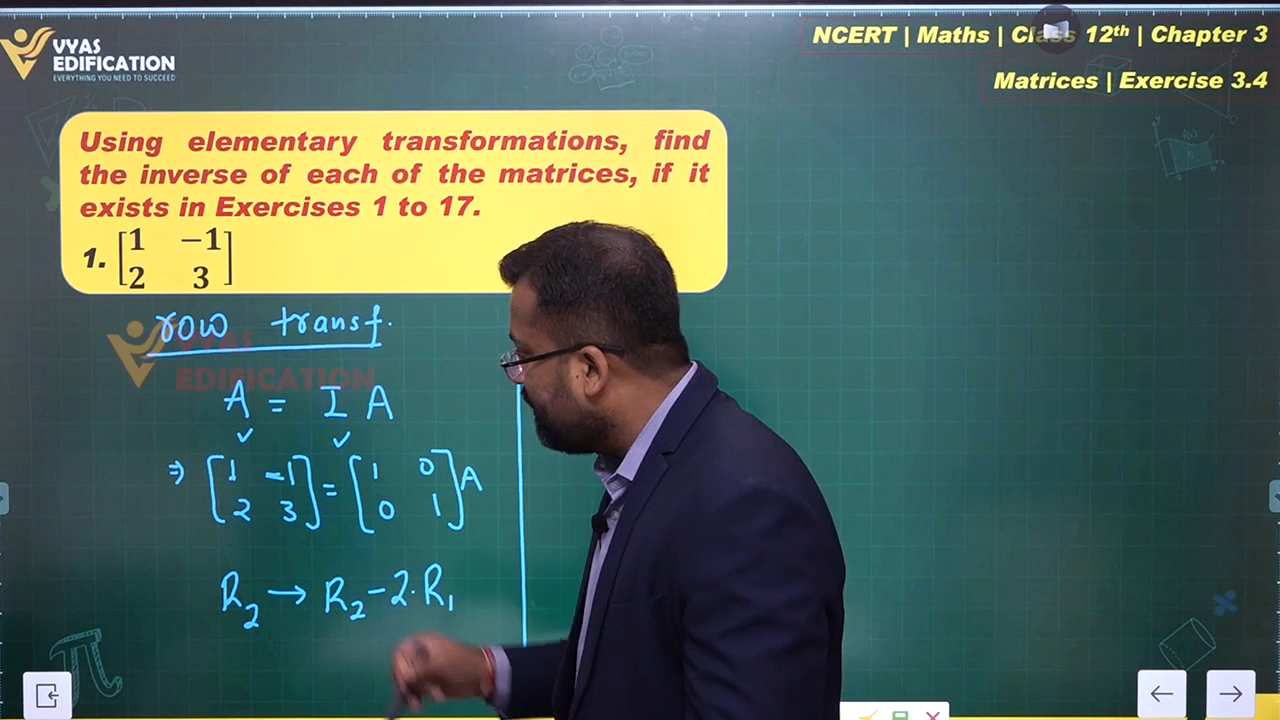 VYAS
EDIFICATION
EVERYTHING YOU NEED TO SUCCEED
NCERT | Maths | Class 12th | Chapter 3
Matrices | Exercise 3.4
Using elementary transformations, find
the inverse of each of the matrices, if it
exists in Exercises 1 to 17.
1. [1 −1
2 3]
row transf.
VYAS
EDIFICATION
A = I A
⇒ [1 −1
2 3] = [1 0
0 1] A
R₂ → R₂ − 2·R₁